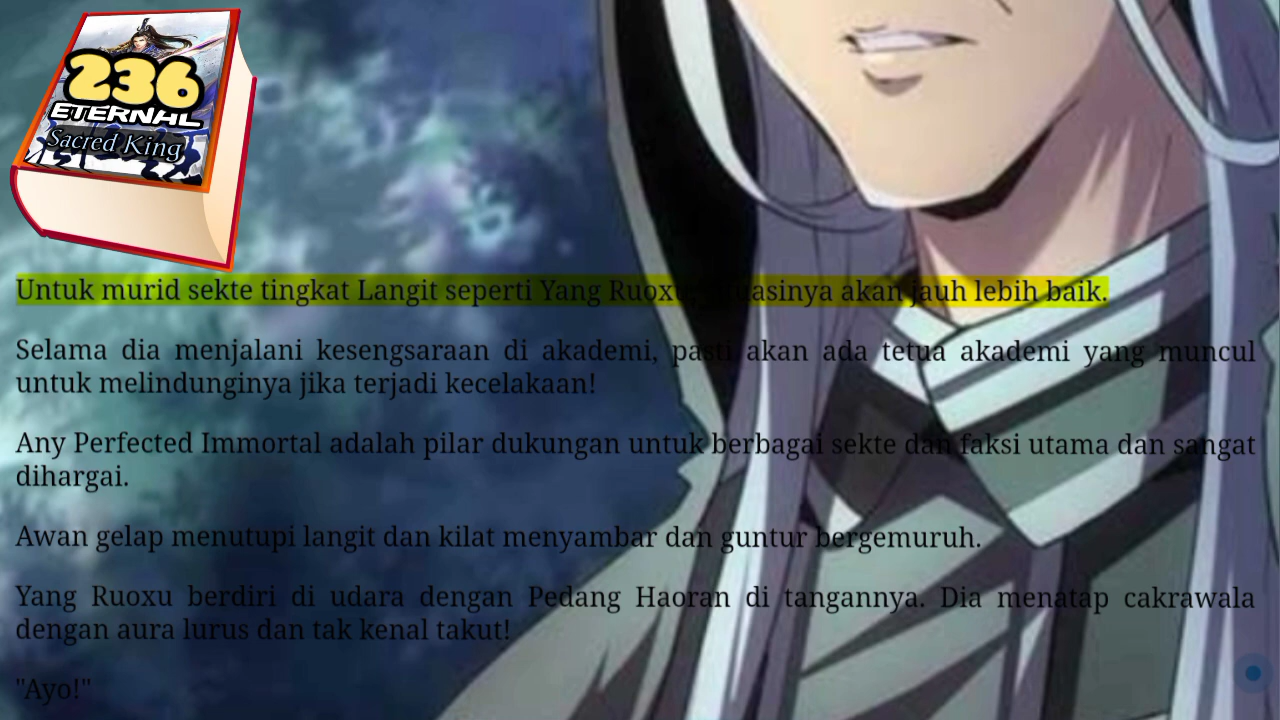 236
ETERNAL
Sacred King
Untuk murid sekte tingkat Langit seperti Yang Ruoxu, situasinya akan jauh lebih baik.
Selama dia menjalani kesengsaraan di akademi, pasti akan ada tetua akademi yang muncul
untuk melindunginya jika terjadi kecelakaan!
Any Perfected Immortal adalah pilar dukungan untuk berbagai sekte dan faksi utama dan sangat
dihargai.
Awan gelap menutupi langit dan kilat menyambar dan guntur bergemuruh.
Yang Ruoxu berdiri di udara dengan Pedang Haoran di tangannya. Dia menatap cakrawala
dengan aura lurus dan tak kenal takut!
"Ayo!"